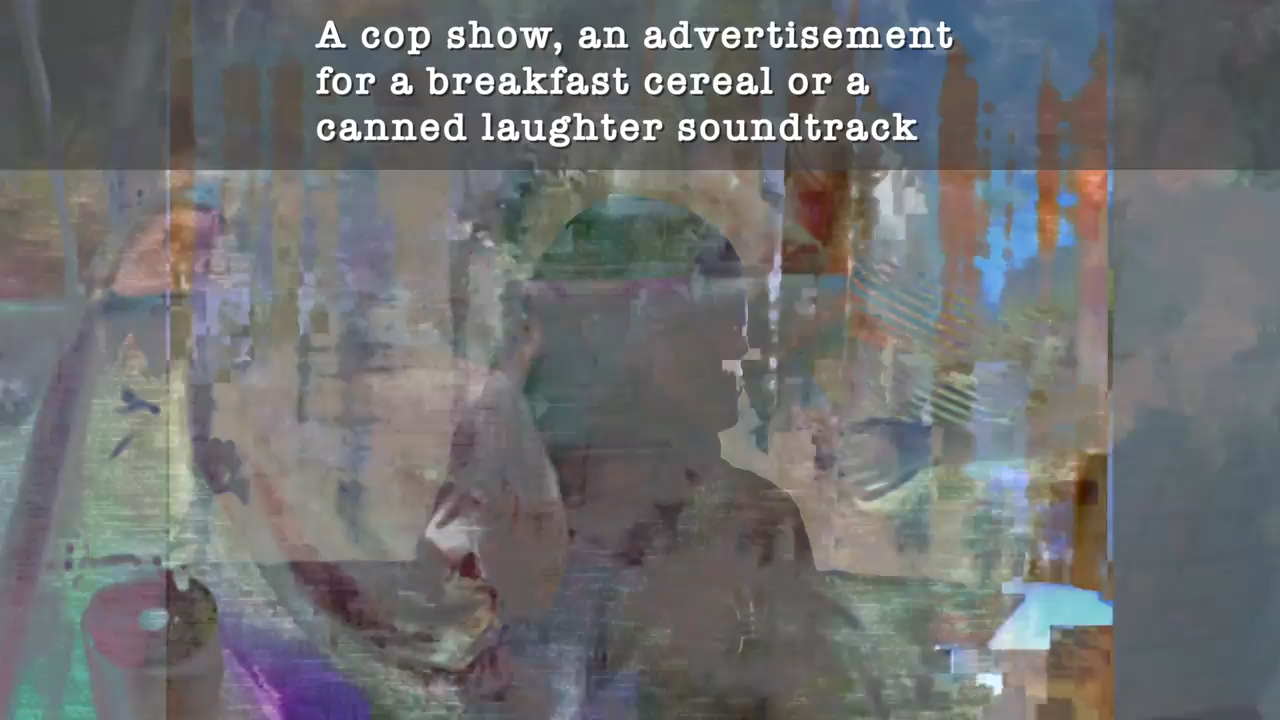 A cop show, an advertisement
for a breakfast cereal or a
canned laughter soundtrack